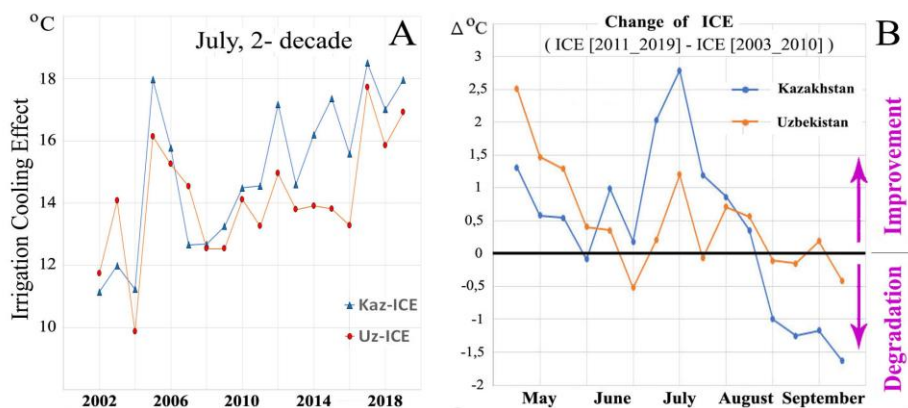 °C
July, 2- decade
A
Irrigation Cooling Effect
18
16
14
12
10
Kaz-ICE
Uz-ICE
2002 2006 2010 2014 2018
Δ°C
Change of ICE
( ICE [2011_2019] - ICE [2003_2010] )
B
3,5
3
2,5
2
1,5
1
0,5
0
-0,5
-1
-1,5
-2
Kazakhstan
Uzbekistan
Improvement
Degradation
May June July August September